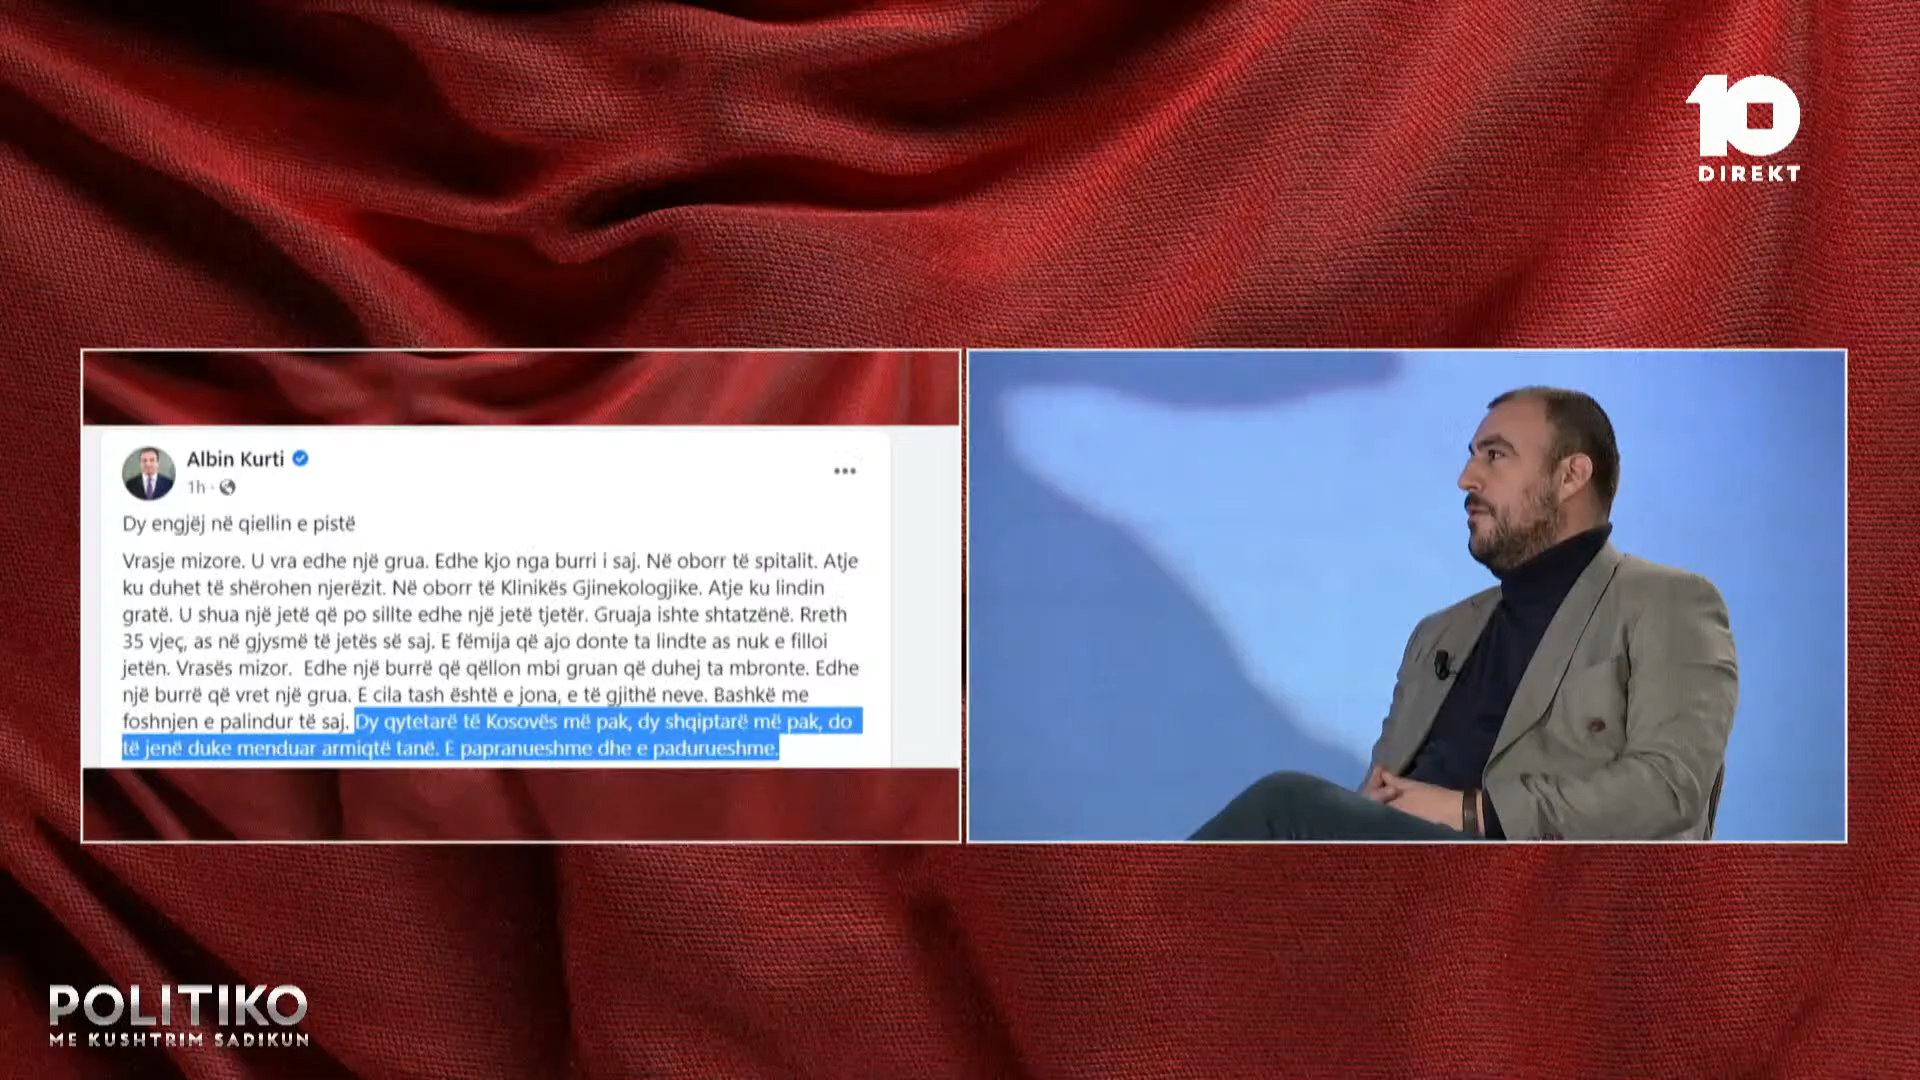 10
DIREKT
Albin Kurti
1h ·
Dy engjëj në qiellin e pistë
Vrasje mizore. U vra edhe një grua. Edhe kjo nga burri i saj. Në oborr të spitalit. Atje
ku duhet të shërohen njerëzit. Në oborr të Klinikës Gjinekologjike. Atje ku lindin
gratë. U shua një jetë që po sillte edhe një jetë tjetër. Gruaja ishte shtatzënë. Rreth
35 vjeç, as në gjysmë të jetës së saj. E fëmija që ajo donte ta lindte as nuk e filloi
jetën. Vrasës mizor.  Edhe një burrë që qëllon mbi gruan që duhej ta mbronte. Edhe
një burrë që vret një grua. E cila tash është e jona, e të gjithë neve. Bashkë me
foshnjen e palindur të saj. Dy qytetarë të Kosovës më pak, dy shqiptarë më pak, do
të jenë duke menduar armiqtë tanë. E papranueshme dhe e padurueshme.
POLITIKO
ME KUSHTRIM SADIKUN